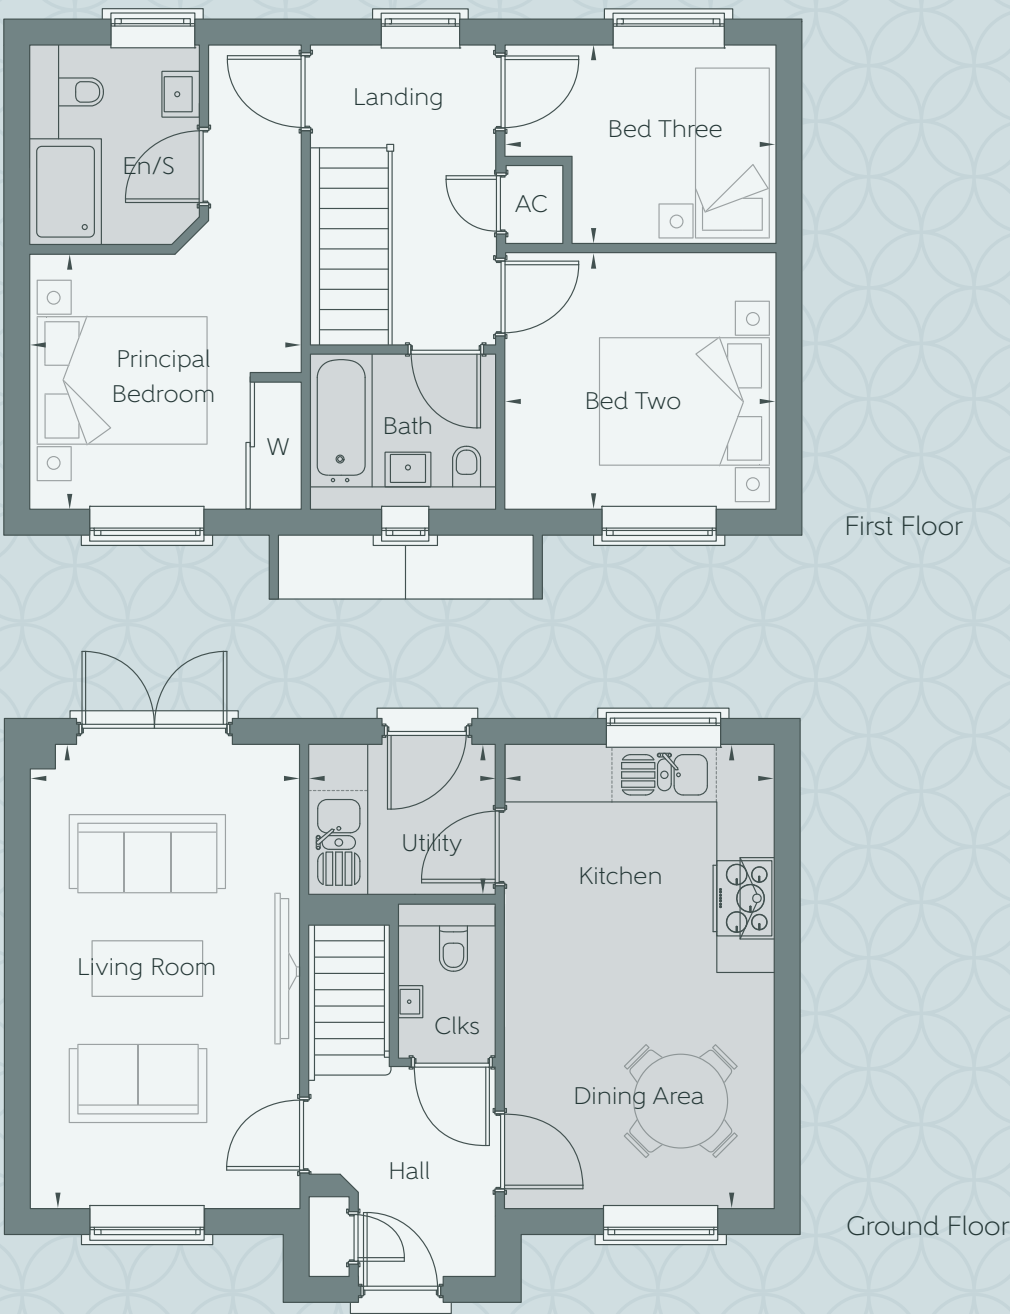 Landing
Bed Three
En/S
AC
Principal
Bedroom
Bed Two
Bath
W
First Floor
Utility
Kitchen
Living Room
Clks
Dining Area
Hall
Ground Floor